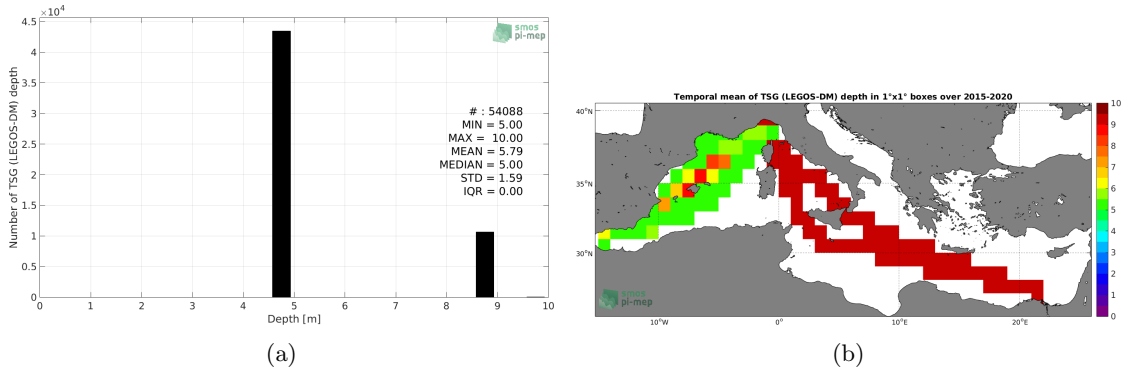 ×10⁴
4.5
4
3.5
3
2.5
2
1.5
1
0.5
0
Number of TSG (LEGOS-DM) depth
smos
pi-mep
# : 54088
MIN = 5.00
MAX = 10.00
MEAN = 5.79
MEDIAN = 5.00
STD = 1.59
IQR = 0.00
0 1 2 3 4 5 6 7 8 9 10
Depth [m]
(a)
Temporal mean of TSG (LEGOS-DM) depth in 1°x1° boxes over 2015-2020
40°N
35°N
30°N
10°W 0° 10°E 20°E
smos
pi-mep
10
9
8
7
6
5
4
3
2
1
0
(b)